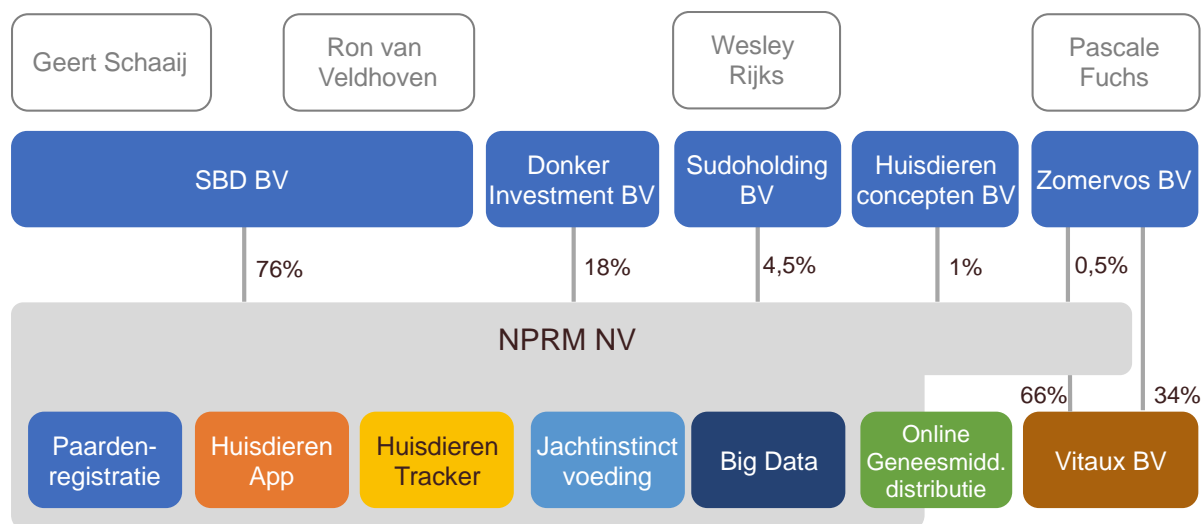 Geert Schaaij
Ron van
Veldhoven
Wesley
Rijks
Pascale
Fuchs
SBD BV
Donker
Investment BV
Sudoholding
BV
Huisdieren
concepten BV
Zomervos BV
76%
18%
4,5%
1%
0,5%
NPRM NV
66%
34%
Paarden-
registratie
Huisdieren
App
Huisdieren
Tracker
Jachtinstinct
voeding
Big Data
Online
Geneesmidd.
distributie
Vitaux BV